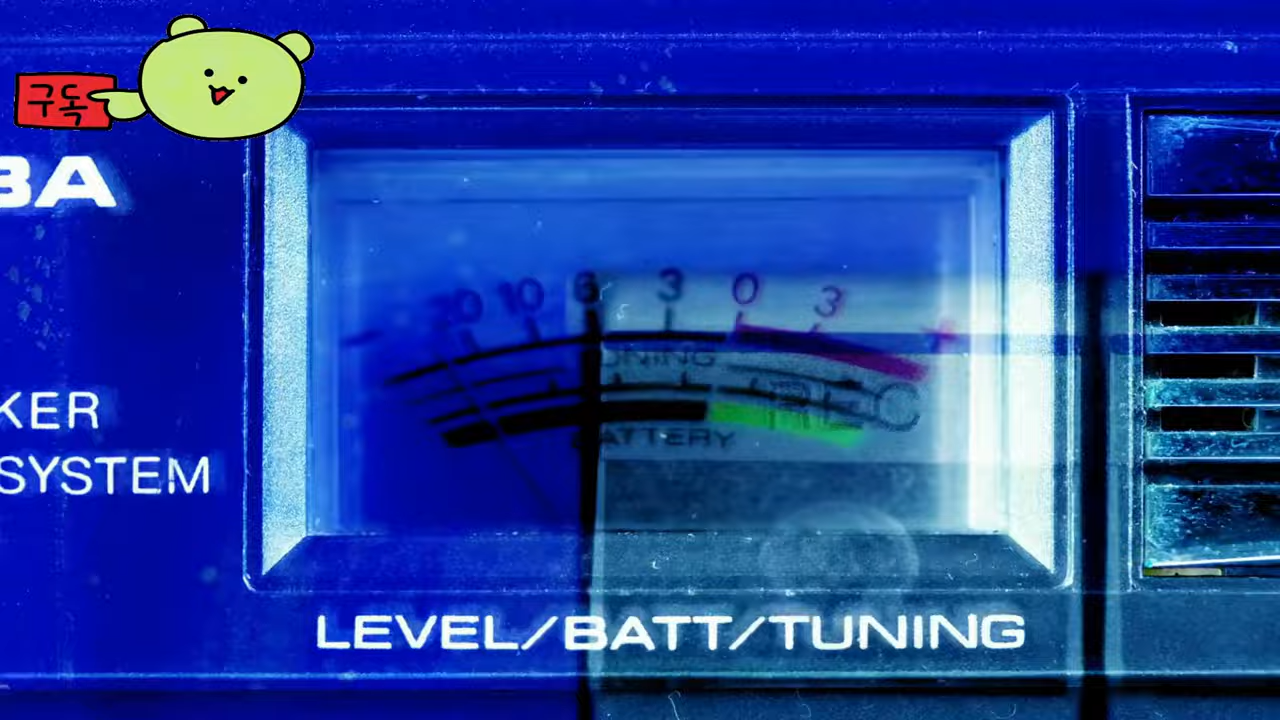 구독
BA
20 10 6 3 0 3 +
TUNING
REC
BATTERY
KER
SYSTEM
LEVEL/BATT/TUNING